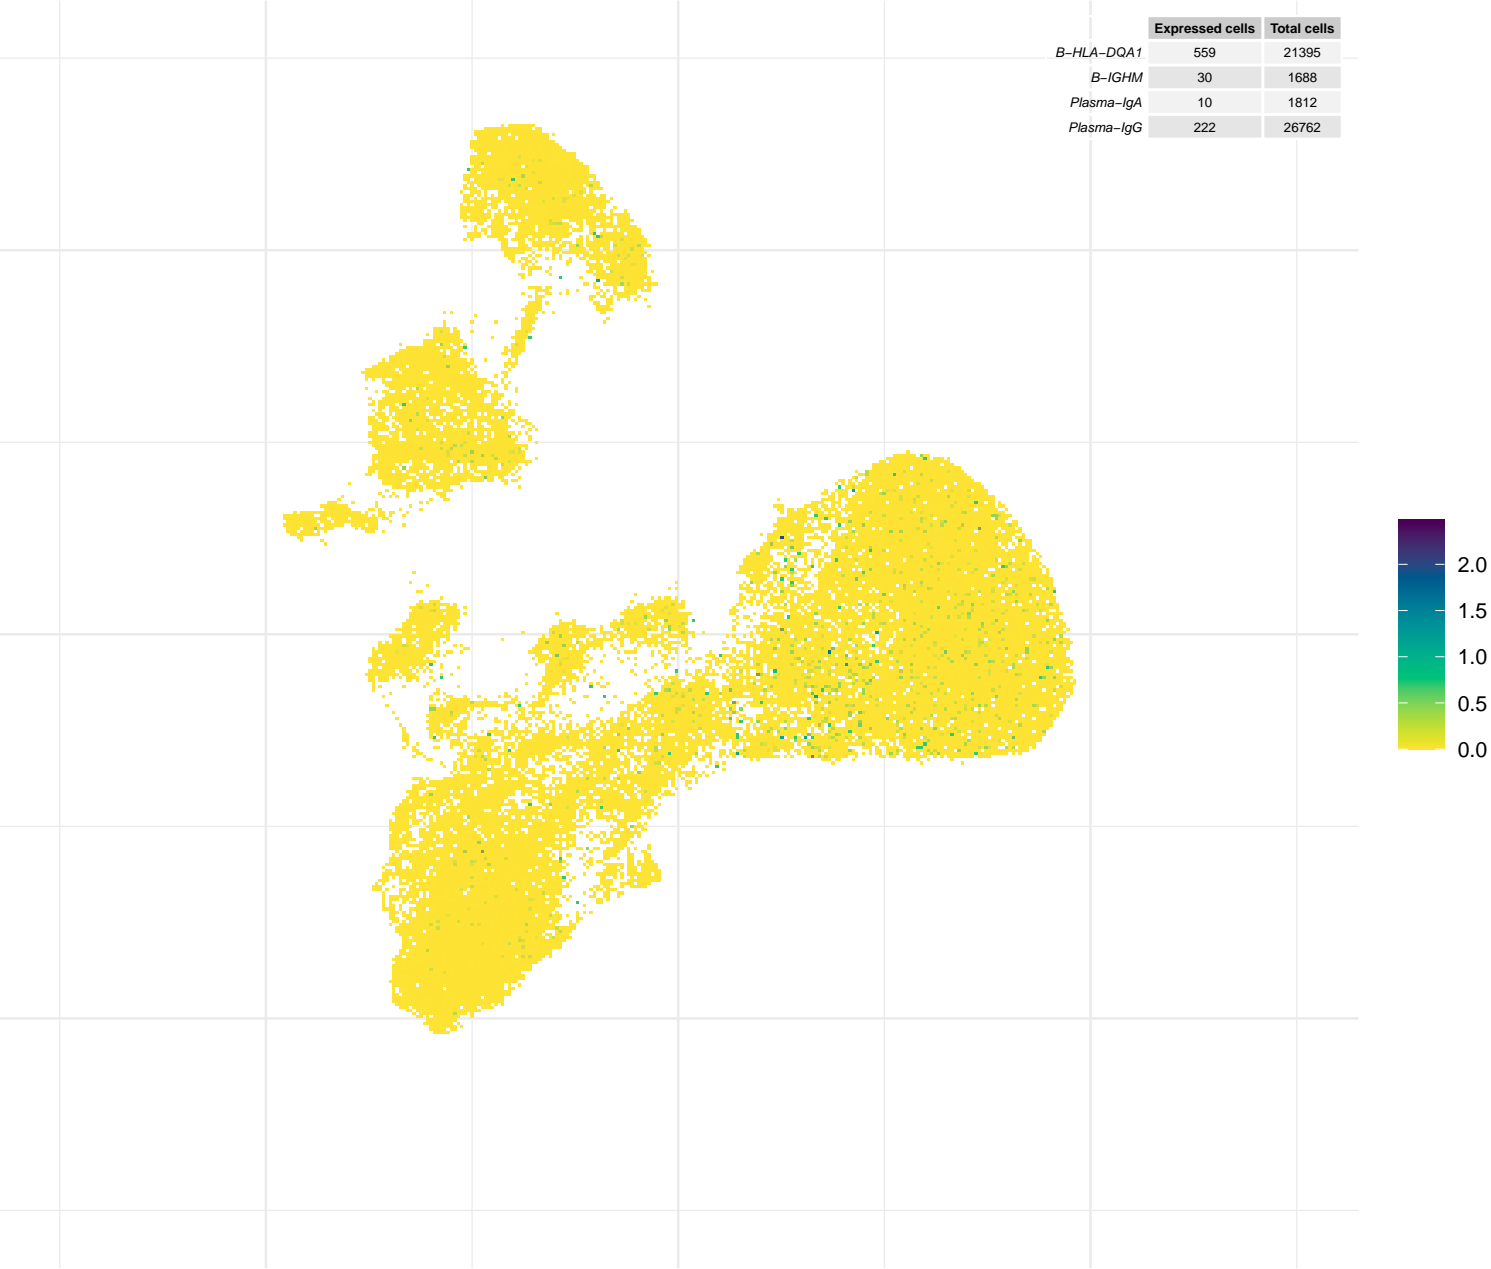 Expressed cells Total cells
B−HLA−DQA1 559 21395
B−IGHM 30 1688
Plasma−IgA 10 1812
Plasma−IgG 222 26762
2.0
1.5
1.0
0.5
0.0